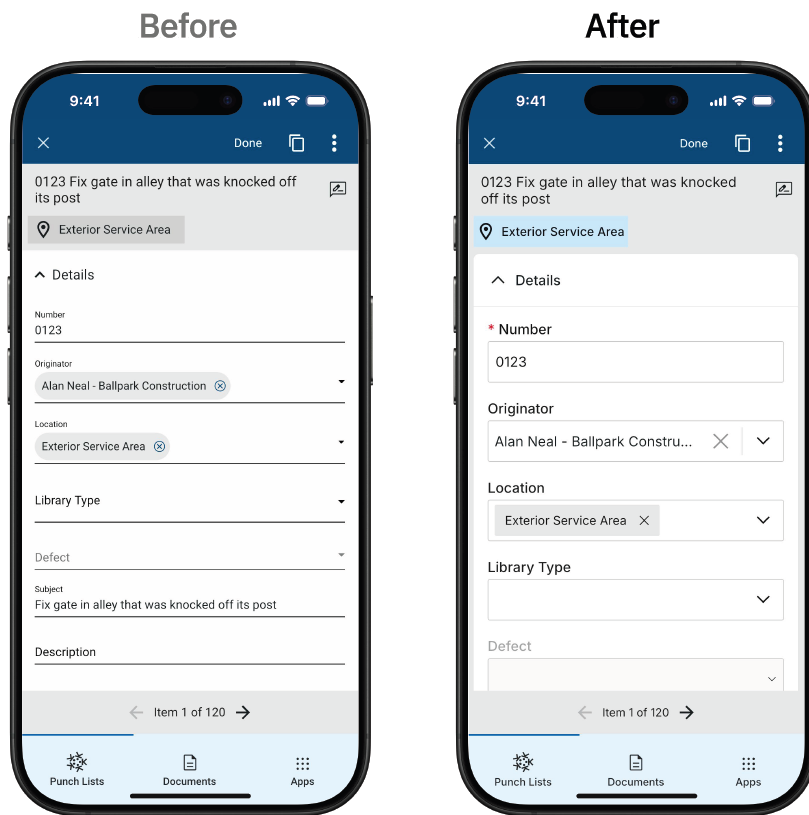 Before
9:41
Done
0123 Fix gate in alley that was knocked off
its post
Exterior Service Area
Details
Number
0123
Originator
Alan Neal - Ballpark Construction
Location
Exterior Service Area
Library Type
Defect
Subject
Fix gate in alley that was knocked off its post
Description
Item 1 of 120
Punch Lists
Documents
Apps
After
9:41
Done
0123 Fix gate in alley that was knocked
off its post
Exterior Service Area
Details
* Number
0123
Originator
Alan Neal - Ballpark Constru...
Location
Exterior Service Area
Library Type
Defect
Item 1 of 120
Punch Lists
Documents
Apps